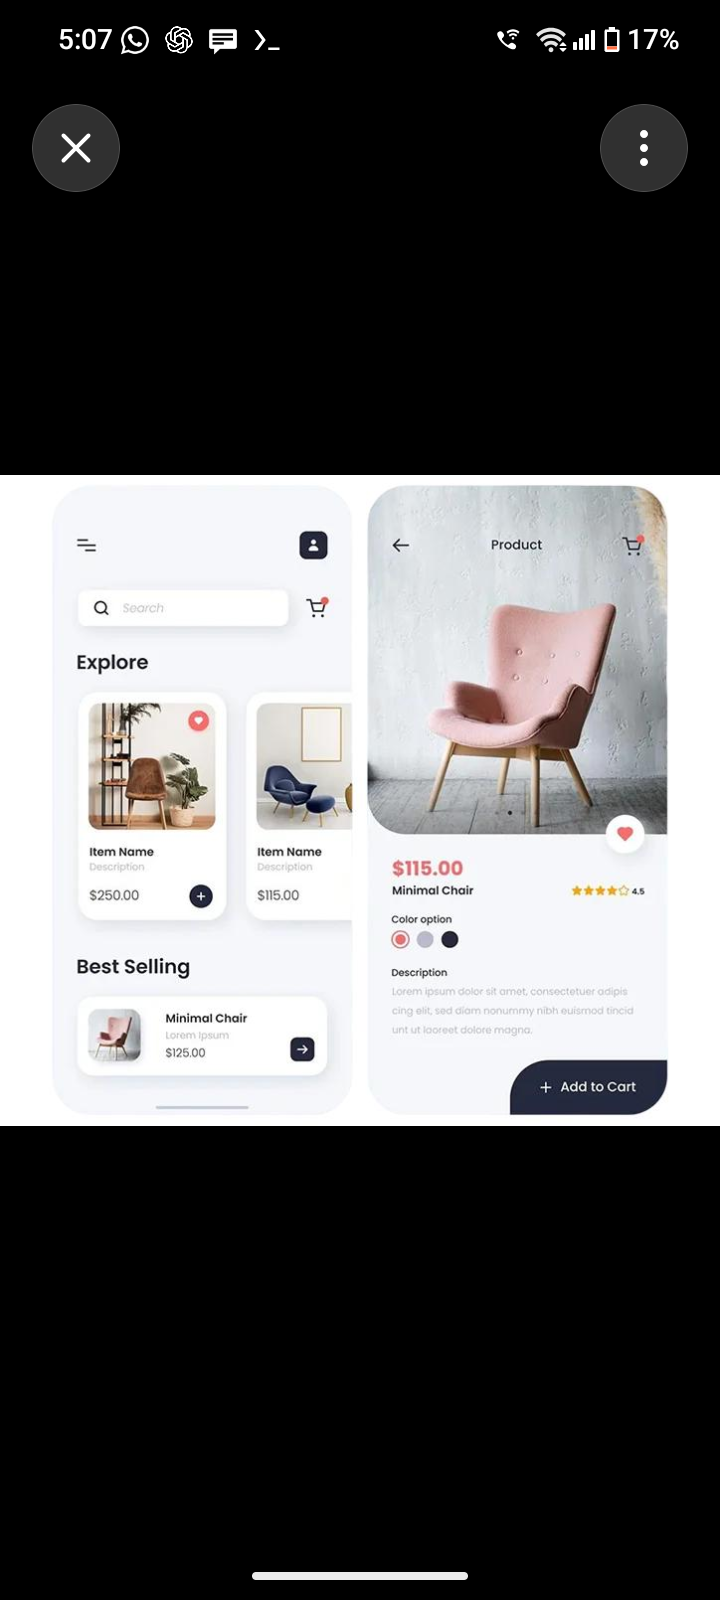 5:07
17%
Search
Explore
Item Name
Description
$250.00
Item Name
Description
$115.00
Best Selling
Minimal Chair
Lorem Ipsum
$125.00
Product
$115.00
Minimal Chair
4.5
Color option
Description
Lorem ipsum dolor sit amet, consectetuer adipis
cing elit, sed diam nonummy nibh euismod tincid
unt ut laoreet dolore magna.
+ Add to Cart